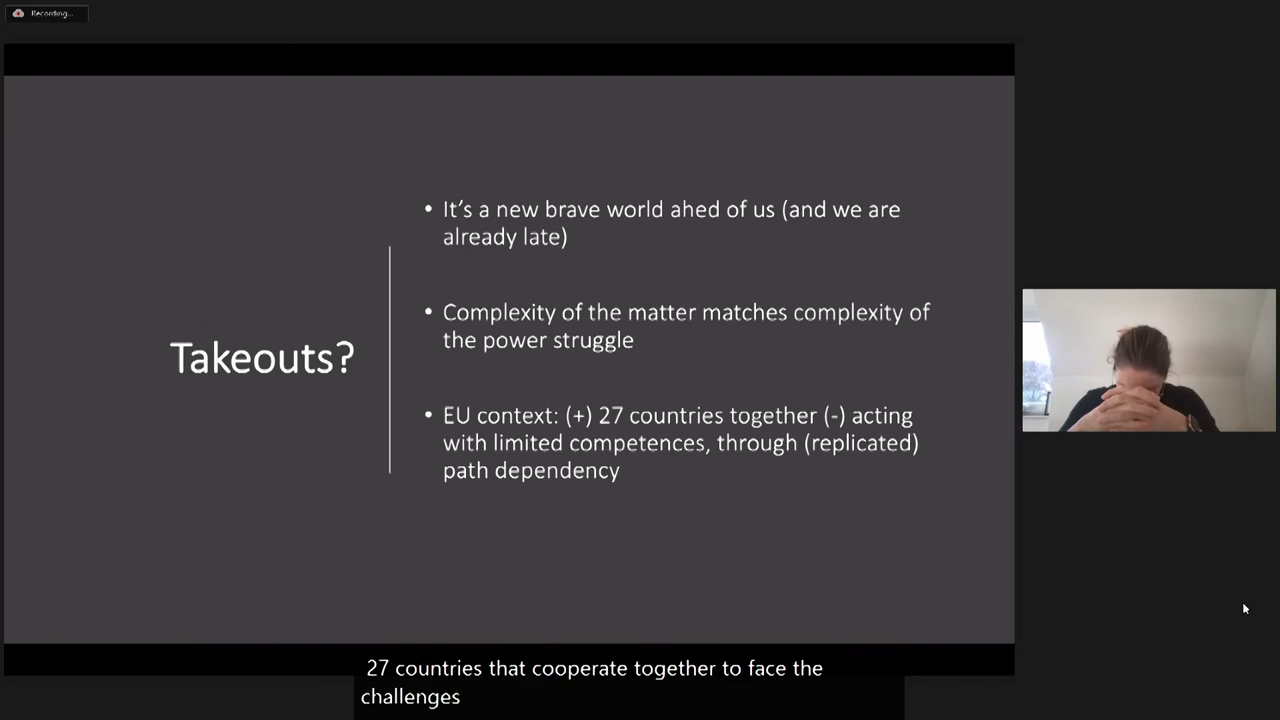 Recording...
• It's a new brave world ahed of us (and we are
already late)
• Complexity of the matter matches complexity of
the power struggle
Takeouts?
• EU context: (+) 27 countries together (-) acting
with limited competences, through (replicated)
path dependency
27 countries that cooperate together to face the
challenges